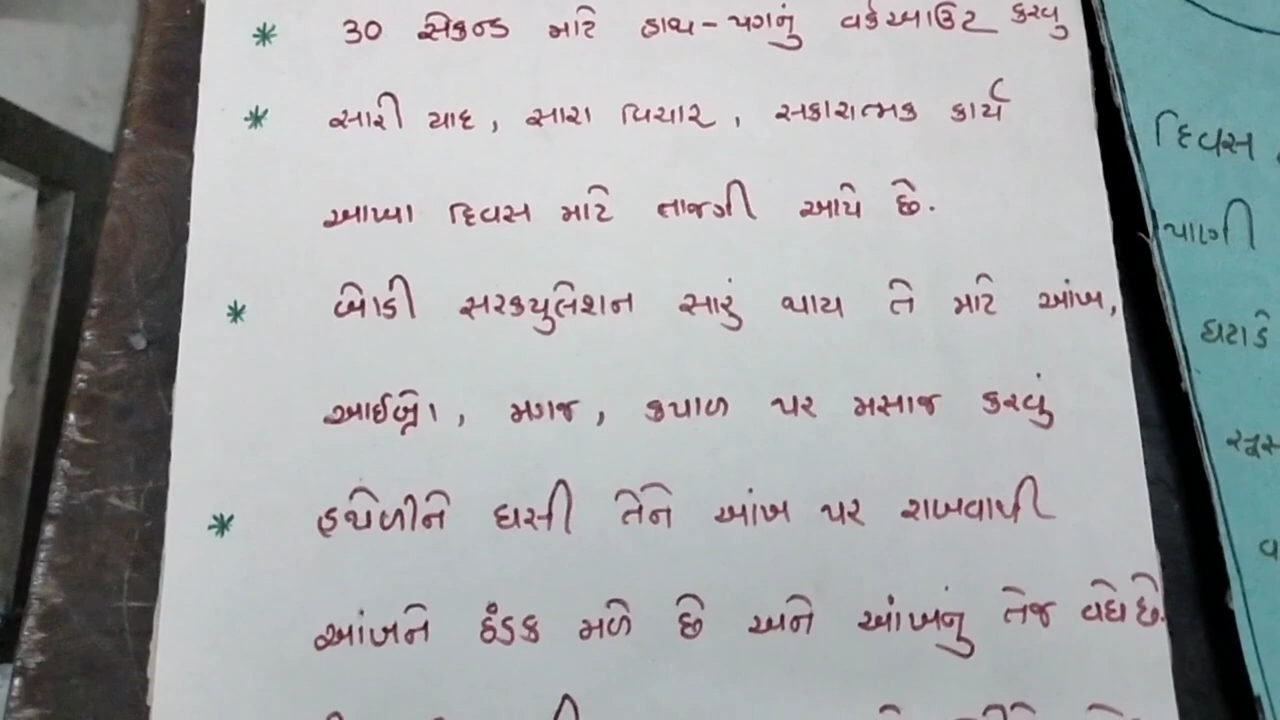 * 30 સેકન્ડ માટે હાથ-પગનું વર્કઆઉટ કરવુ
* સારી યાદ, સારા વિચાર, સકારાત્મક કાર્ય
આખા દિવસ માટે તાજગી આપે છે.
* બોડી સરક્યુલેશન સારું થાય તે માટે આંખ,
આઈબ્રો, મગજ, કપાળ પર મસાજ કરવું
* હથેળીને ઘસી તેને આંખ પર રાખવાથી
આંખને ઠંડક મળે છે અને આંખનું તેજ વધે છે.
દિવસ
પાણી
ઘટાડે